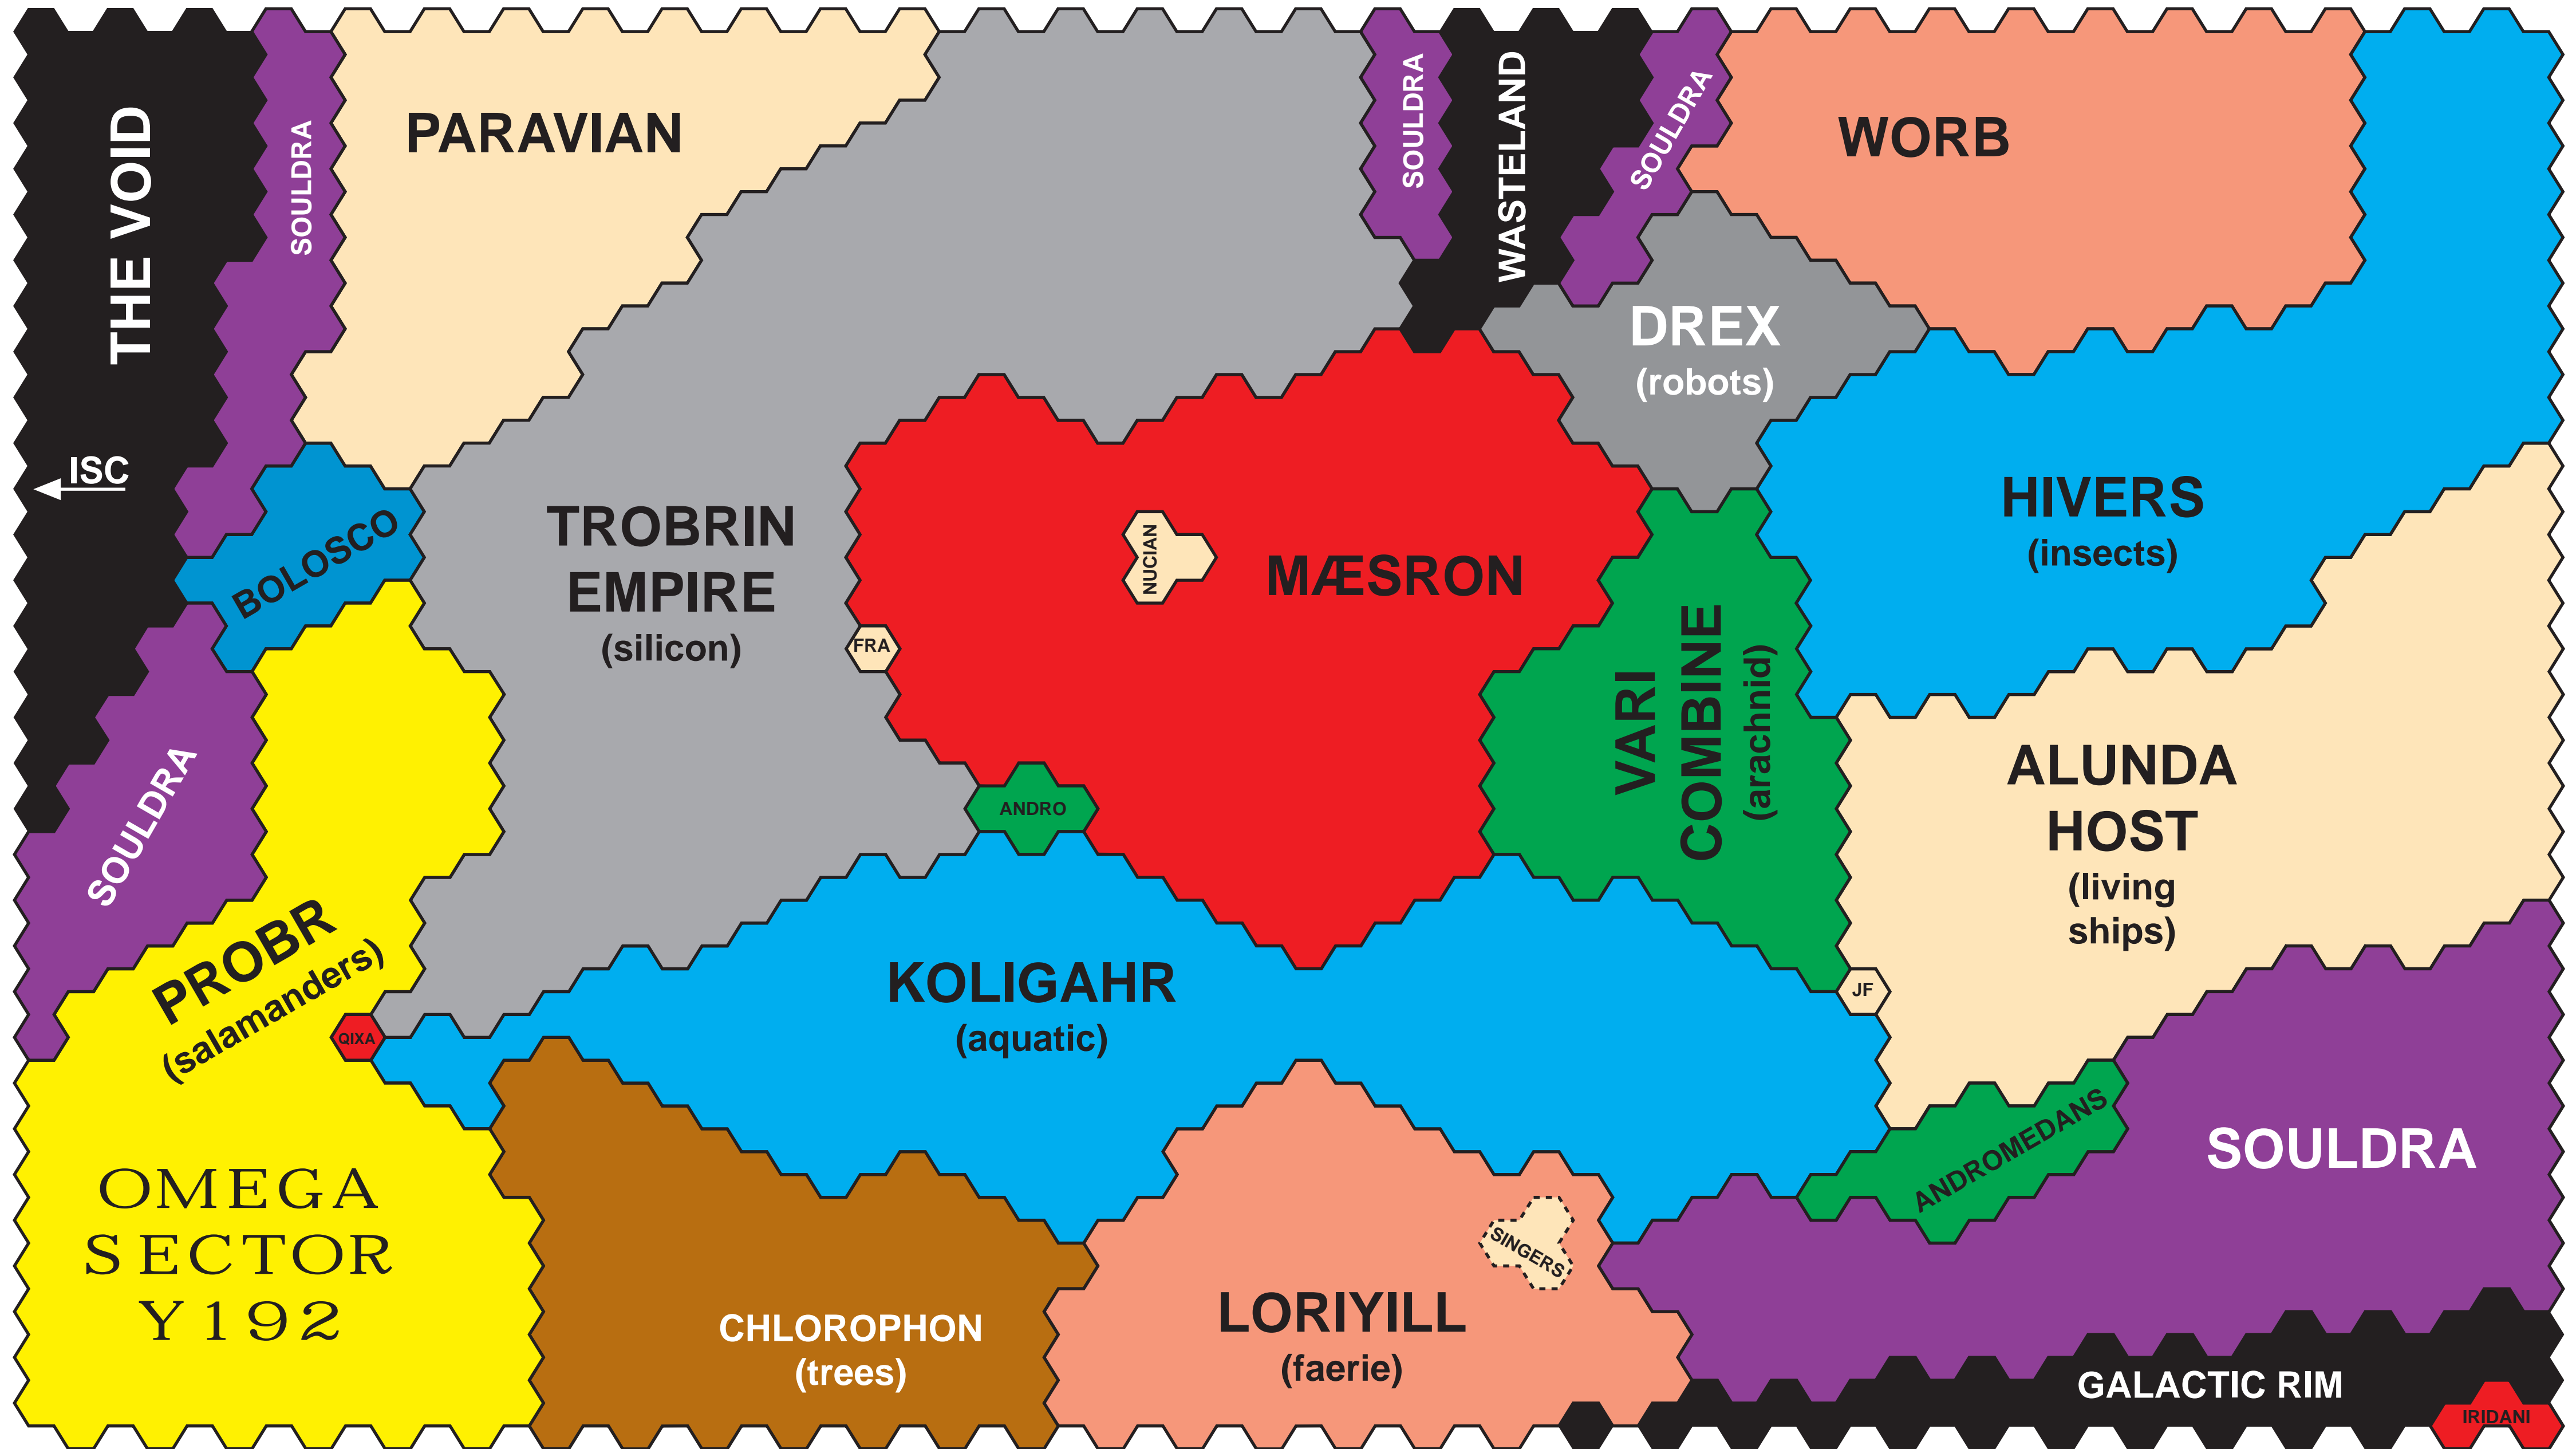 THE VOID
SOULDRA
PARAVIAN
SOULDRA
WASTELAND
SOULDRA
WORB
DREX
(robots)
ISC
BOLOSCO
TROBRIN
EMPIRE
(silicon)
FRA
NUCIAN
MÆSRON
HIVERS
(insects)
VARI
COMBINE
(arachnid)
SOULDRA
ANDRO
ALUNDA
HOST
(living
ships)
PROBR
(salamanders)
QIXA
KOLIGAHR
(aquatic)
JF
ANDROMEDANS
SOULDRA
OMEGA
SECTOR
Y192
CHLOROPHON
(trees)
LORIYILL
(faerie)
SINGERS
GALACTIC RIM
IRIDANI